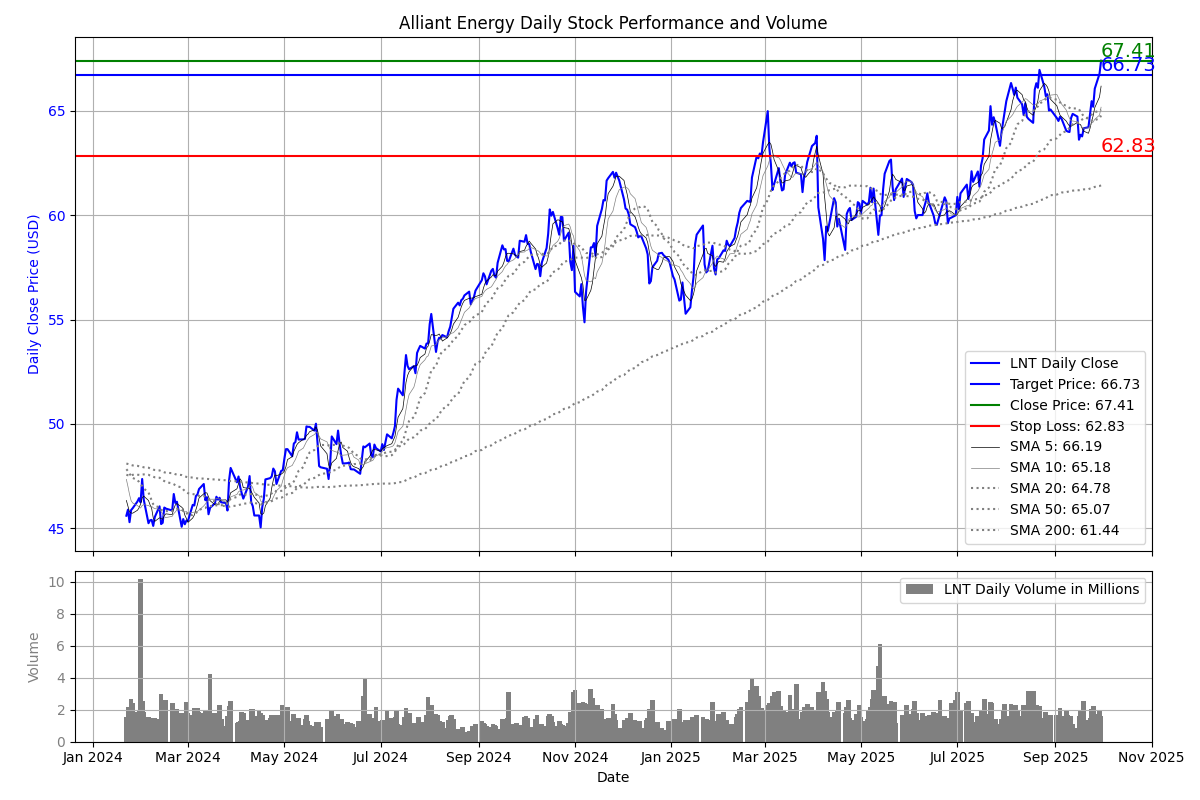 Alliant Energy Daily Stock Performance and Volume
67.41
66.73
62.83
Daily Close Price (USD)
65
60
55
50
45
LNT Daily Close
Target Price: 66.73
Close Price: 67.41
Stop Loss: 62.83
SMA 5: 66.19
SMA 10: 65.18
SMA 20: 64.78
SMA 50: 65.07
SMA 200: 61.44
Volume
10
8
6
4
2
0
LNT Daily Volume in Millions
Jan 2024 Mar 2024 May 2024 Jul 2024 Sep 2024 Nov 2024 Jan 2025 Mar 2025 May 2025 Jul 2025 Sep 2025 Nov 2025
Date